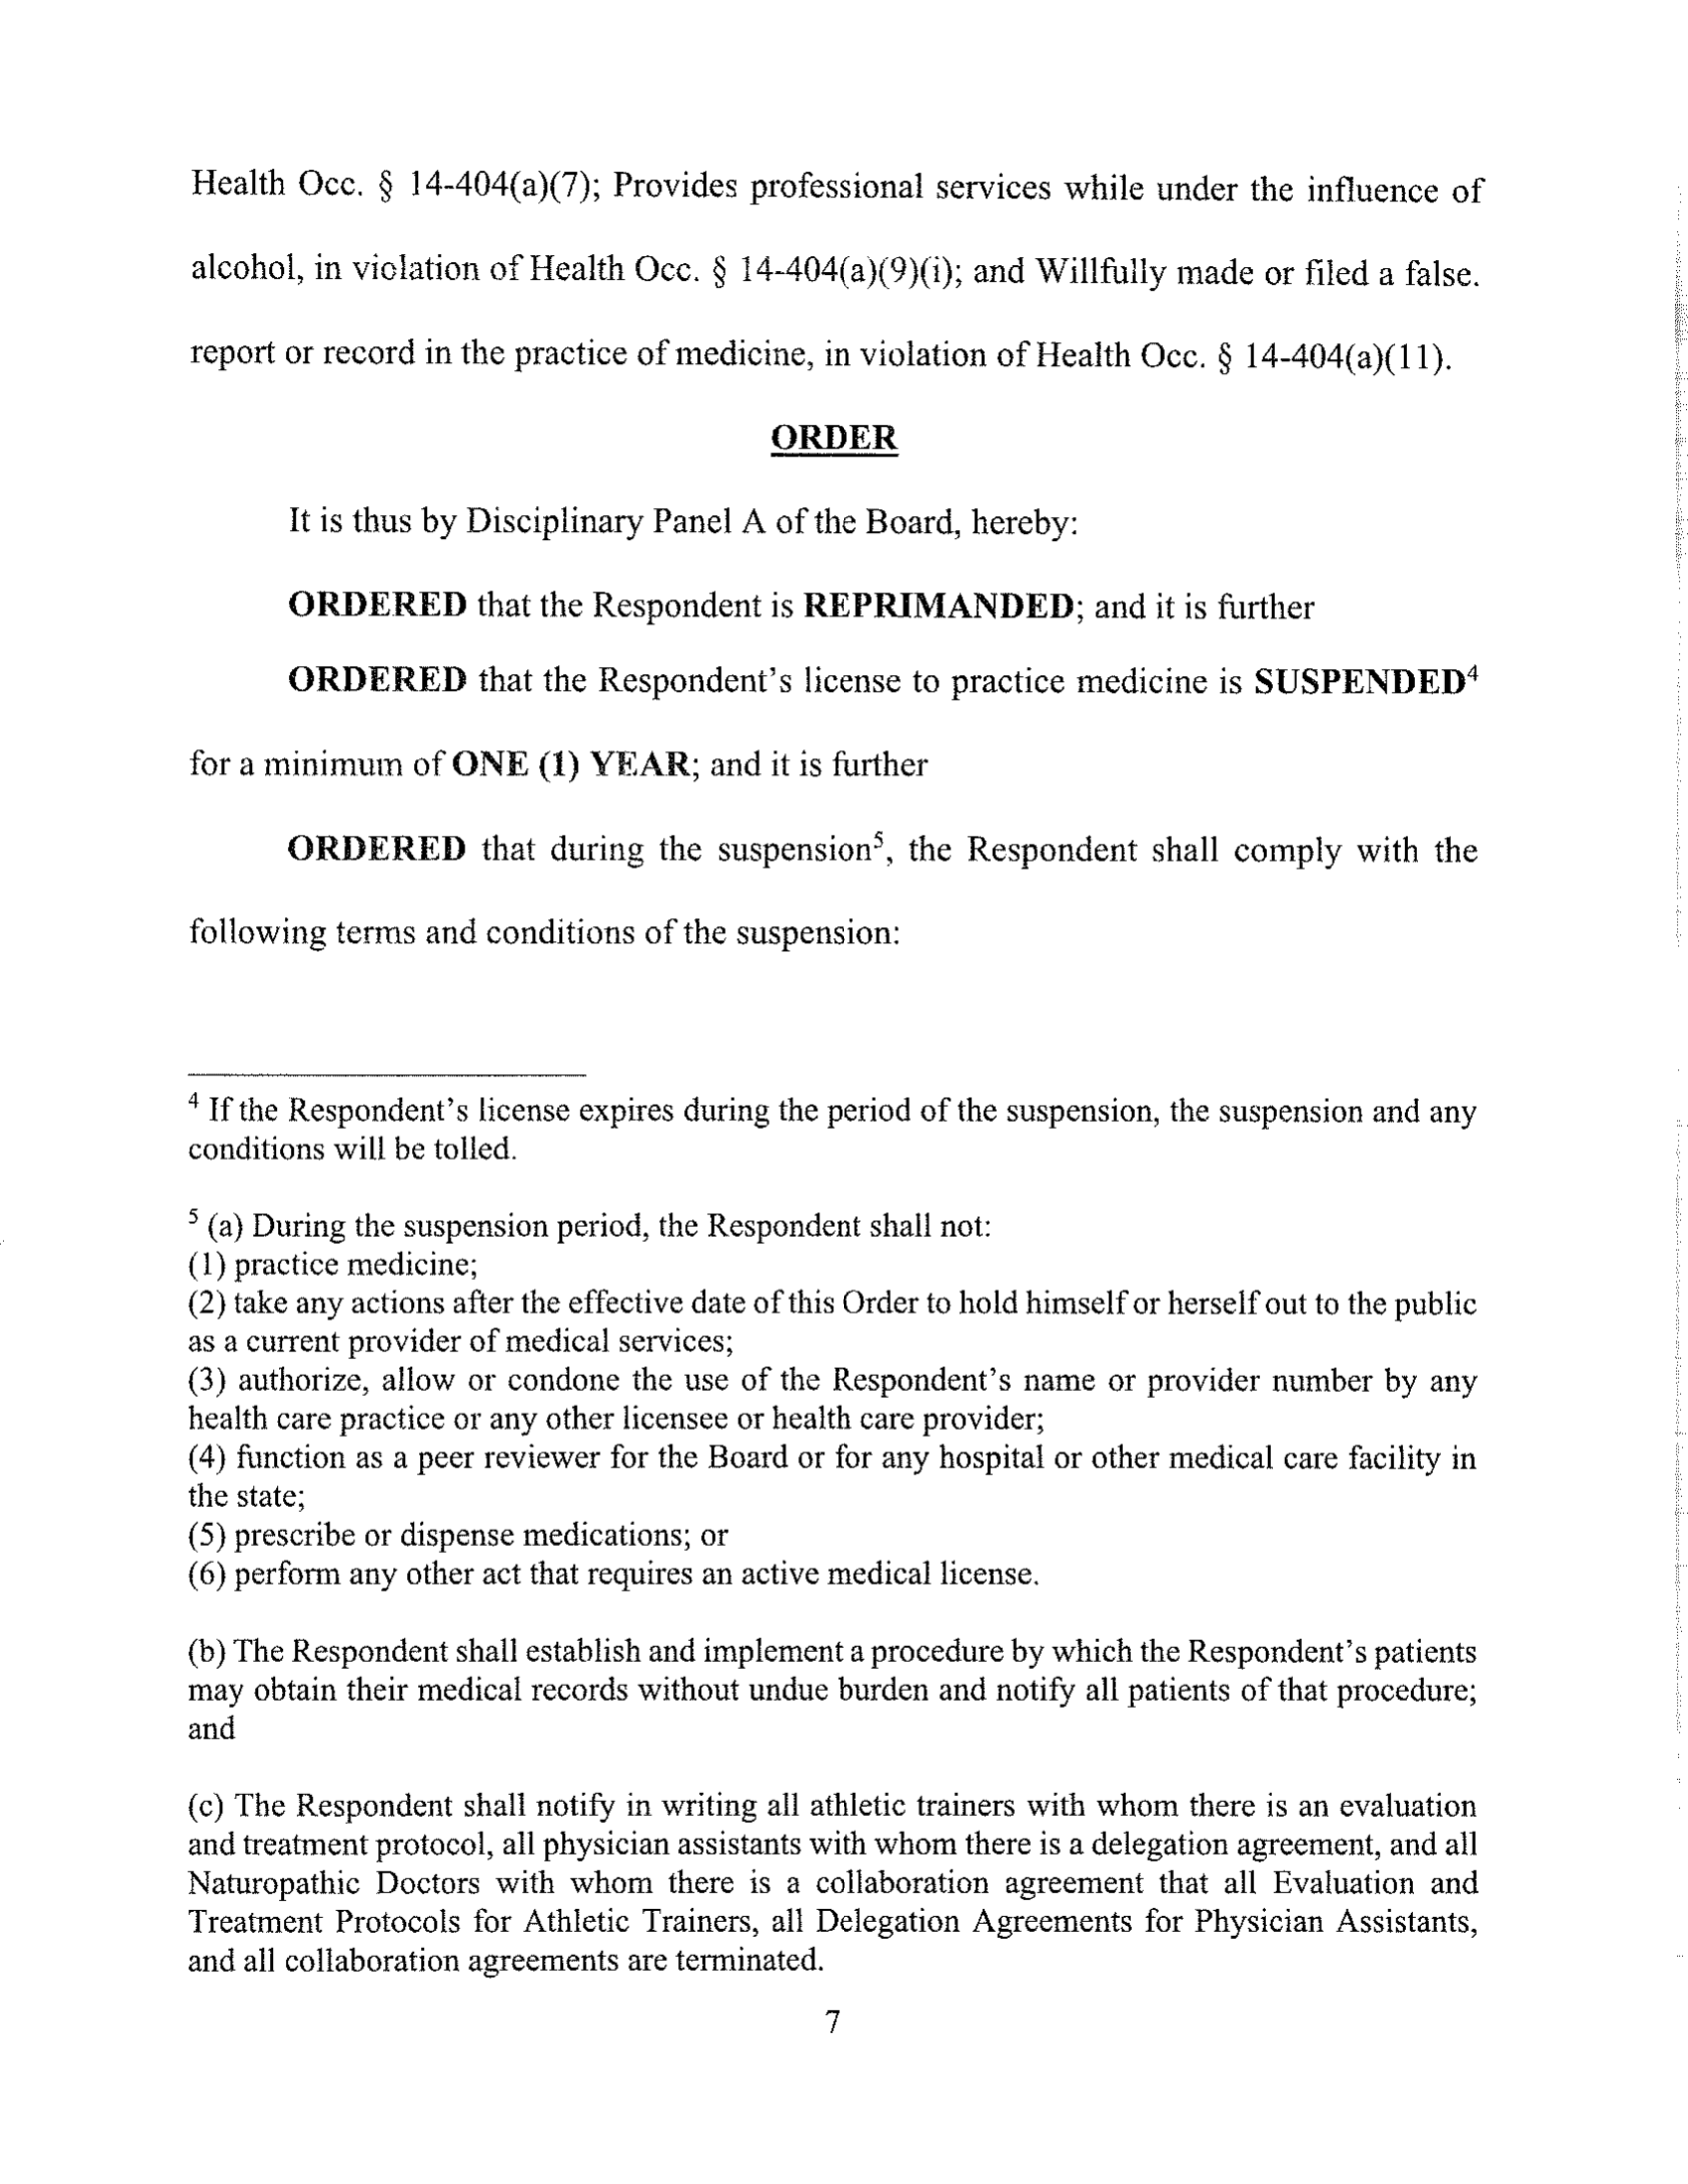 Health Occ. § 14-404(a)(7); Provides professional services while under the influence of
alcohol, in violation of Health Occ. § 14-404(a)(9)(i); and Willfully made or filed a false.
report or record in the practice of medicine, in violation of Health Occ. § 14-404(a)(11).
ORDER
It is thus by Disciplinary Panel A of the Board, hereby:
ORDERED that the Respondent is REPRIMANDED; and it is further
ORDERED that the Respondent's license to practice medicine is SUSPENDED⁴
for a minimum of ONE (1) YEAR; and it is further
ORDERED that during the suspension⁵, the Respondent shall comply with the
following terms and conditions of the suspension:
⁴ If the Respondent's license expires during the period of the suspension, the suspension and any
conditions will be tolled.
⁵ (a) During the suspension period, the Respondent shall not:
(1) practice medicine;
(2) take any actions after the effective date of this Order to hold himself or herself out to the public
as a current provider of medical services;
(3) authorize, allow or condone the use of the Respondent's name or provider number by any
health care practice or any other licensee or health care provider;
(4) function as a peer reviewer for the Board or for any hospital or other medical care facility in
the state;
(5) prescribe or dispense medications; or
(6) perform any other act that requires an active medical license.
(b) The Respondent shall establish and implement a procedure by which the Respondent's patients
may obtain their medical records without undue burden and notify all patients of that procedure;
and
(c) The Respondent shall notify in writing all athletic trainers with whom there is an evaluation
and treatment protocol, all physician assistants with whom there is a delegation agreement, and all
Naturopathic Doctors with whom there is a collaboration agreement that all Evaluation and
Treatment Protocols for Athletic Trainers, all Delegation Agreements for Physician Assistants,
and all collaboration agreements are terminated.
7